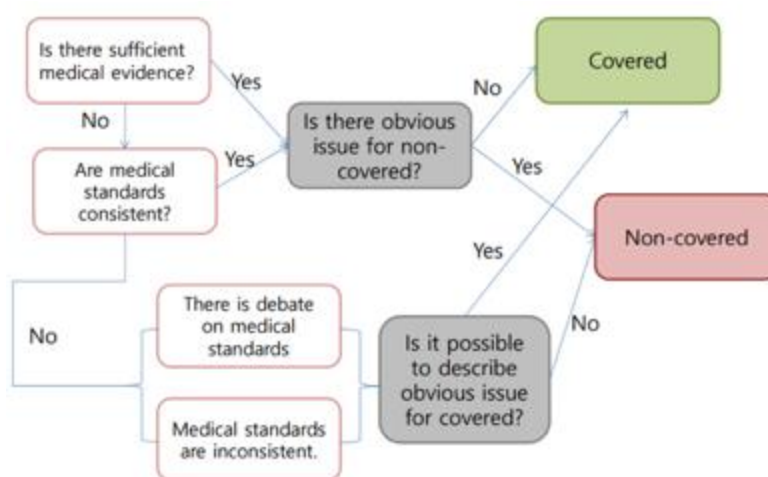 Is there sufficient
medical evidence?
Yes
No
Covered
No
Is there obvious
issue for non-
covered?
Are medical
standards
consistent?
Yes
Yes
Non-covered
Yes
No
There is debate
on medical
standards
Is it possible
to describe
obvious issue
for covered?
No
Medical standards
are inconsistent.